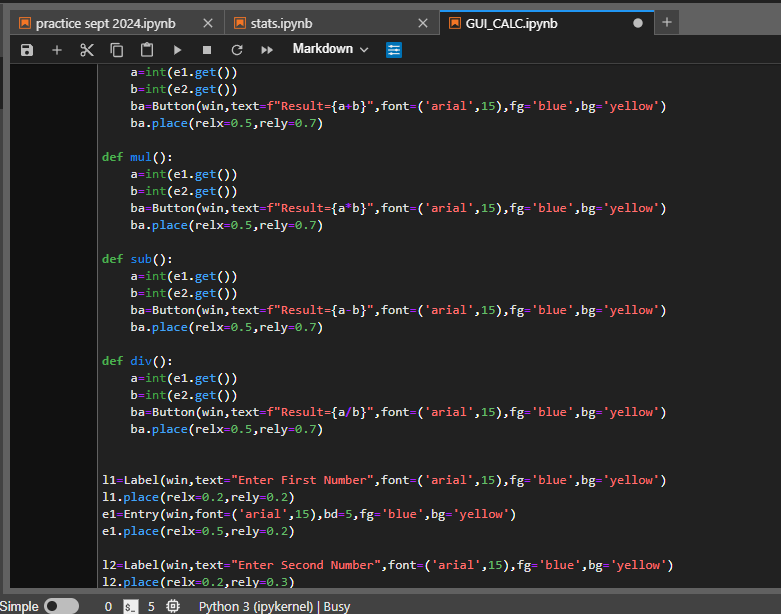 practice sept 2024.ipynb
stats.ipynb
GUI_CALC.ipynb
Markdown
a=int(e1.get())
b=int(e2.get())
ba=Button(win,text=f"Result={a+b}",font=('arial',15),fg='blue',bg='yellow')
ba.place(relx=0.5,rely=0.7)
def mul():
a=int(e1.get())
b=int(e2.get())
ba=Button(win,text=f"Result={a*b}",font=('arial',15),fg='blue',bg='yellow')
ba.place(relx=0.5,rely=0.7)
def sub():
a=int(e1.get())
b=int(e2.get())
ba=Button(win,text=f"Result={a-b}",font=('arial',15),fg='blue',bg='yellow')
ba.place(relx=0.5,rely=0.7)
def div():
a=int(e1.get())
b=int(e2.get())
ba=Button(win,text=f"Result={a/b}",font=('arial',15),fg='blue',bg='yellow')
ba.place(relx=0.5,rely=0.7)
l1=Label(win,text="Enter First Number",font=('arial',15),fg='blue',bg='yellow')
l1.place(relx=0.2,rely=0.2)
e1=Entry(win,font=('arial',15),bd=5,fg='blue',bg='yellow')
e1.place(relx=0.5,rely=0.2)
l2=Label(win,text="Enter Second Number",font=('arial',15),fg='blue',bg='yellow')
l2.place(relx=0.2,rely=0.3)
Simple 0 $_ 5 Python 3 (ipykernel) | Busy